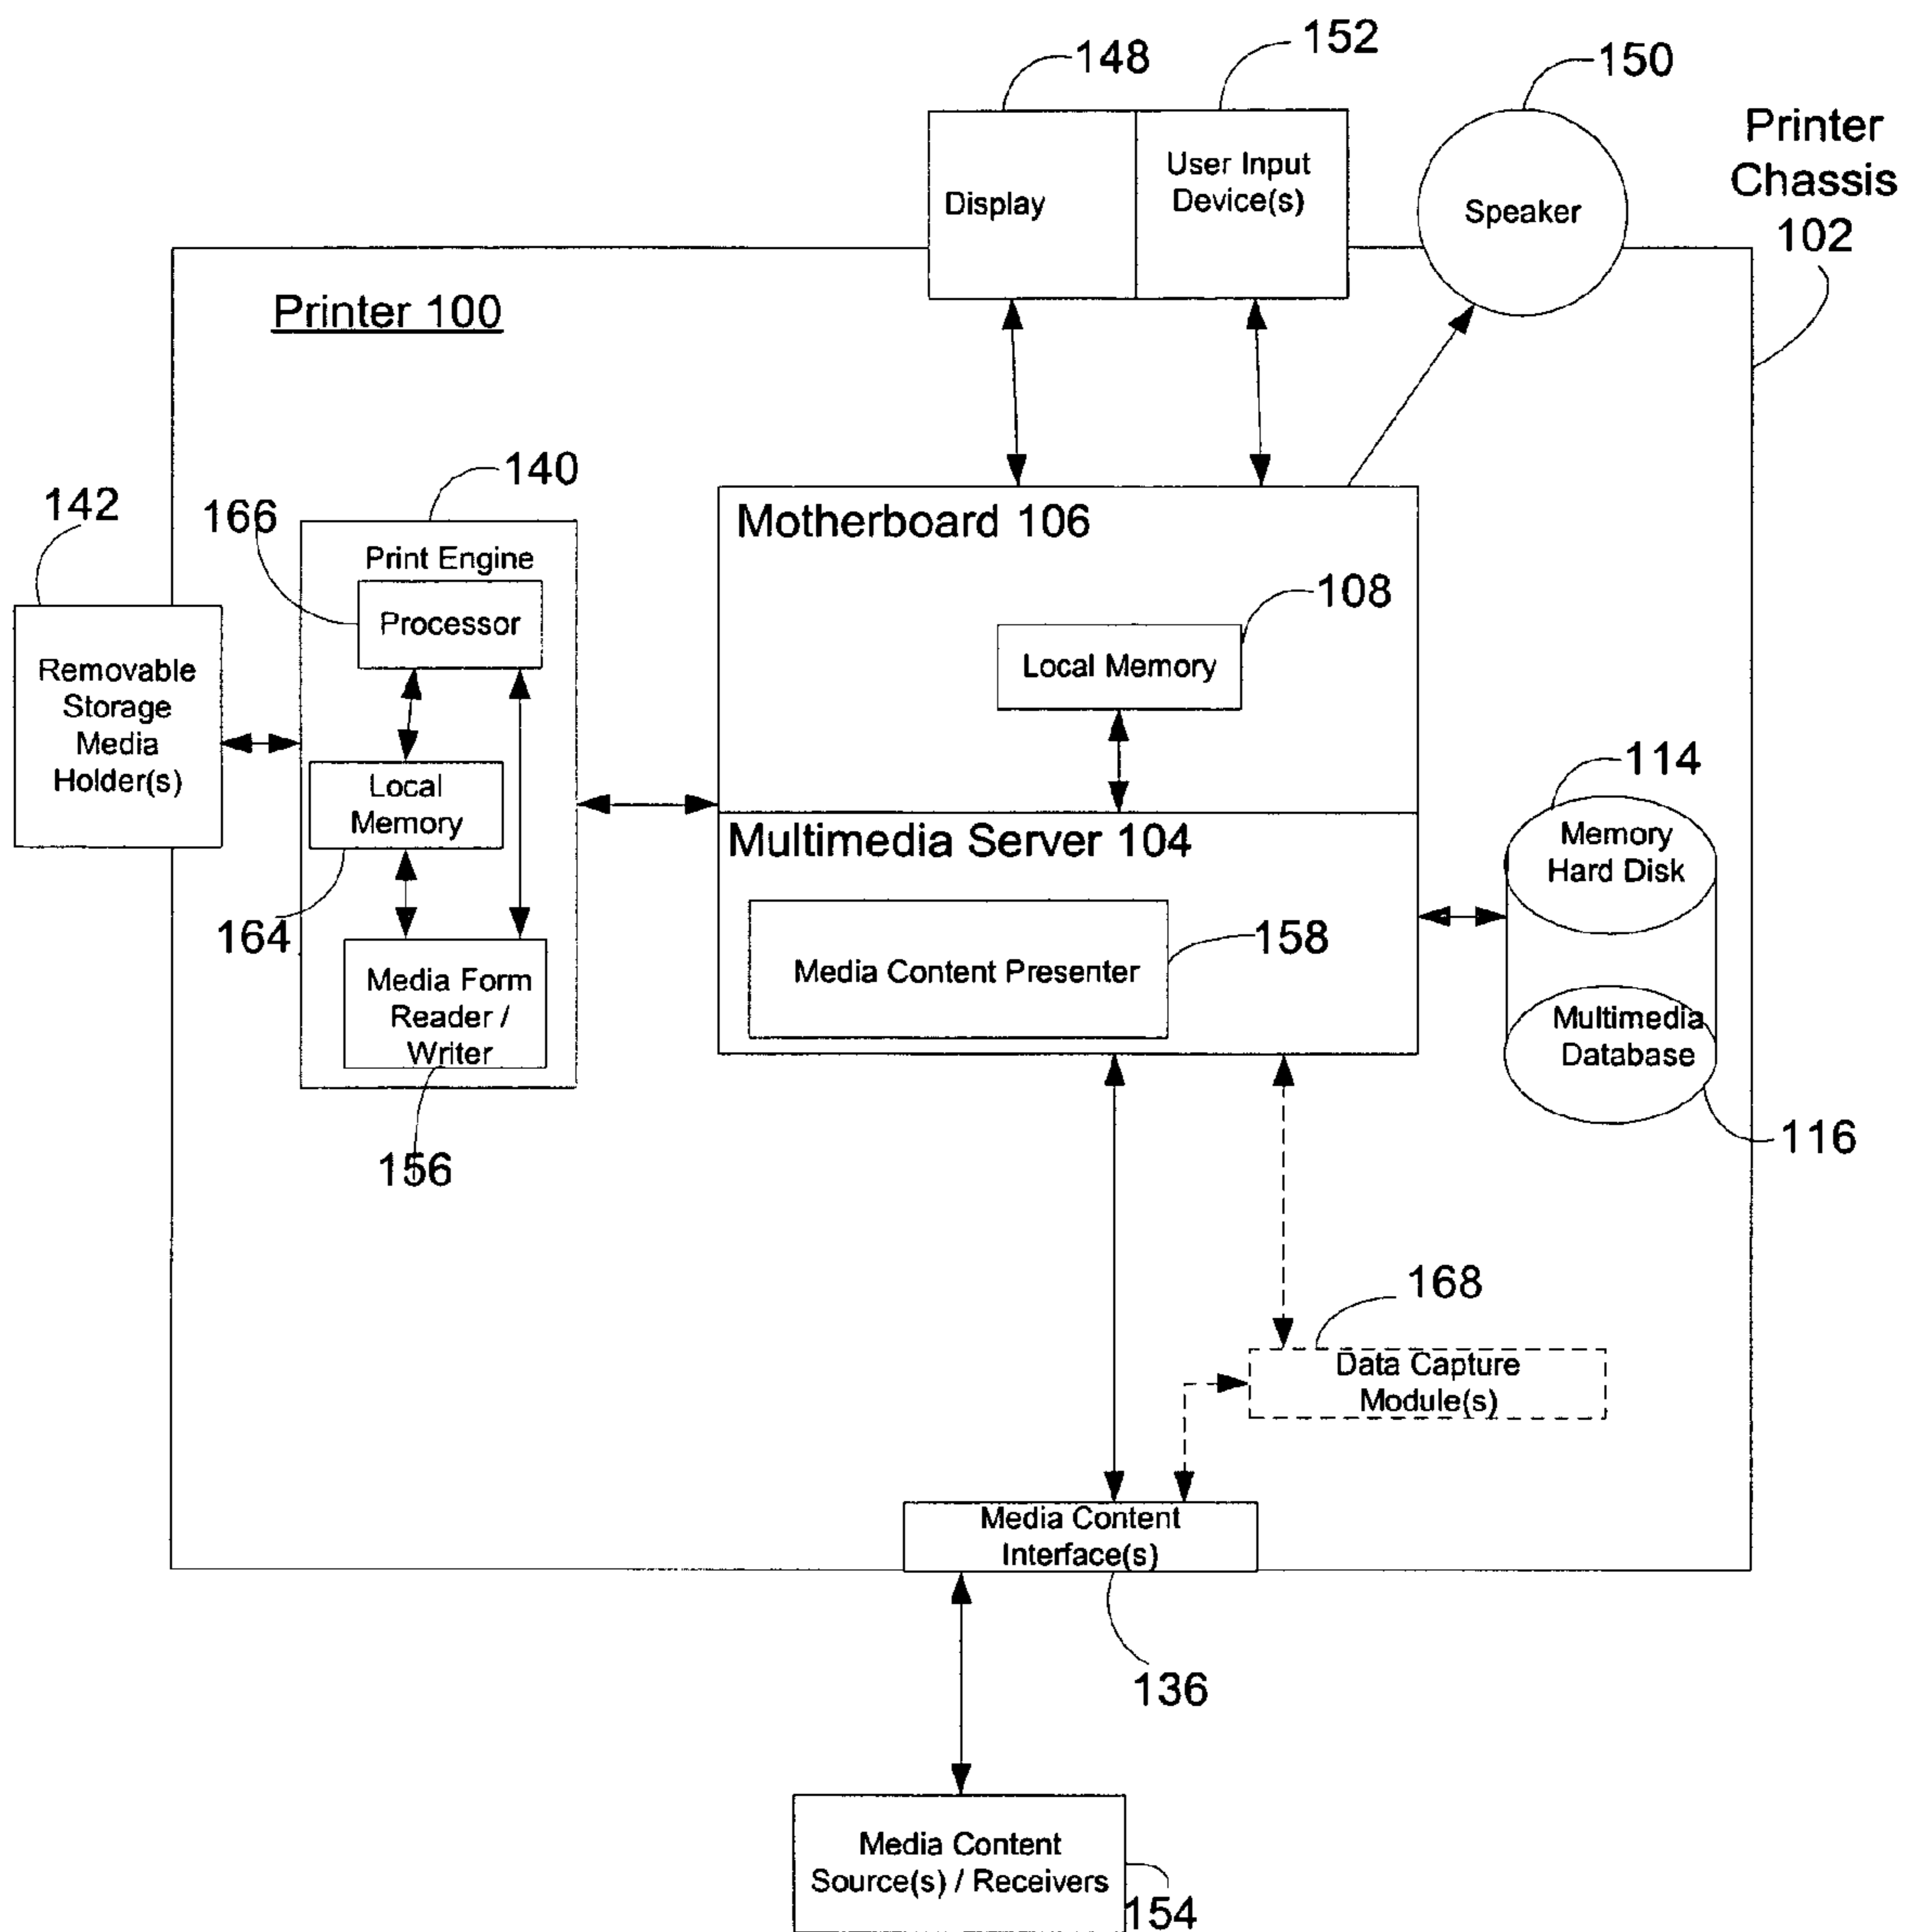 148
152
150
Printer
Chassis
102
Display
User Input
Device(s)
Speaker
Printer 100
140
142
166
Print Engine
Processor
Removable
Storage
Media
Holder(s)
Local
Memory
164
Media Form
Reader /
Writer
156
Motherboard 106
108
Local Memory
Multimedia Server 104
158
Media Content Presenter
114
Memory
Hard Disk
Multimedia
Database
116
168
Data Capture
Module(s)
Media Content
Interface(s)
136
Media Content
Source(s) / Receivers
154